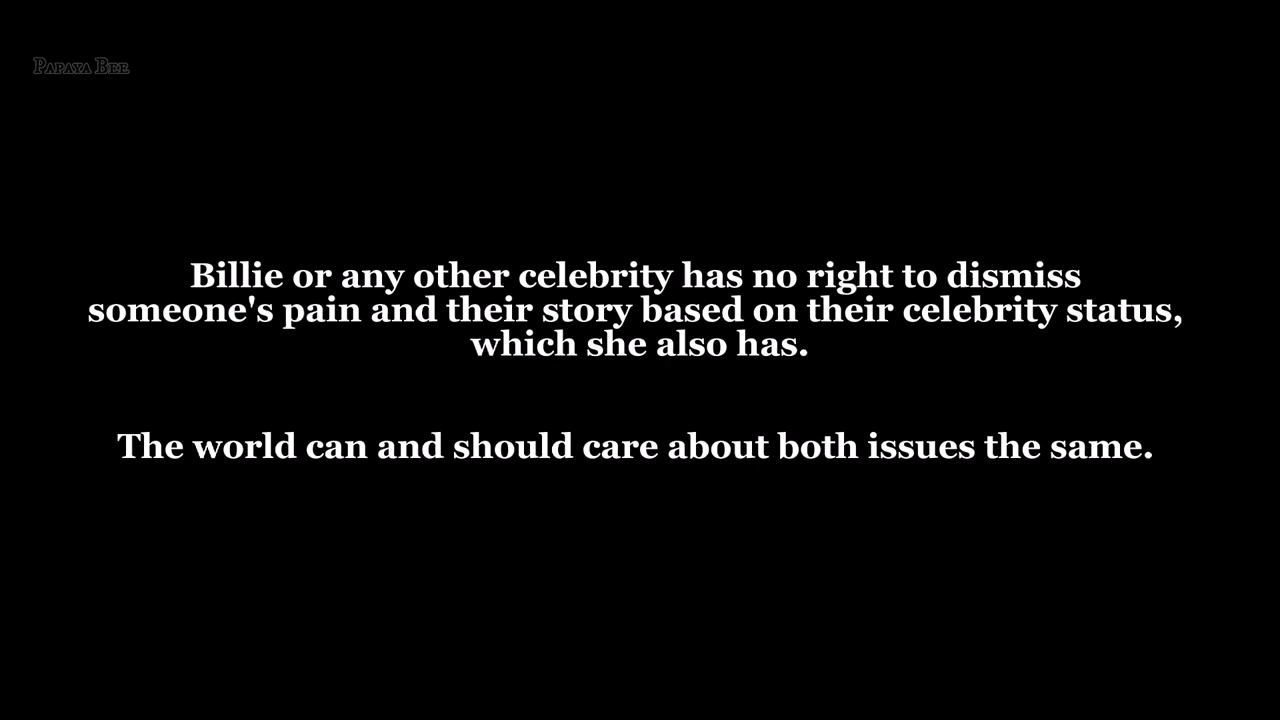 Papaya Bee
Billie or any other celebrity has no right to dismiss
someone's pain and their story based on their celebrity status,
which she also has.
The world can and should care about both issues the same.